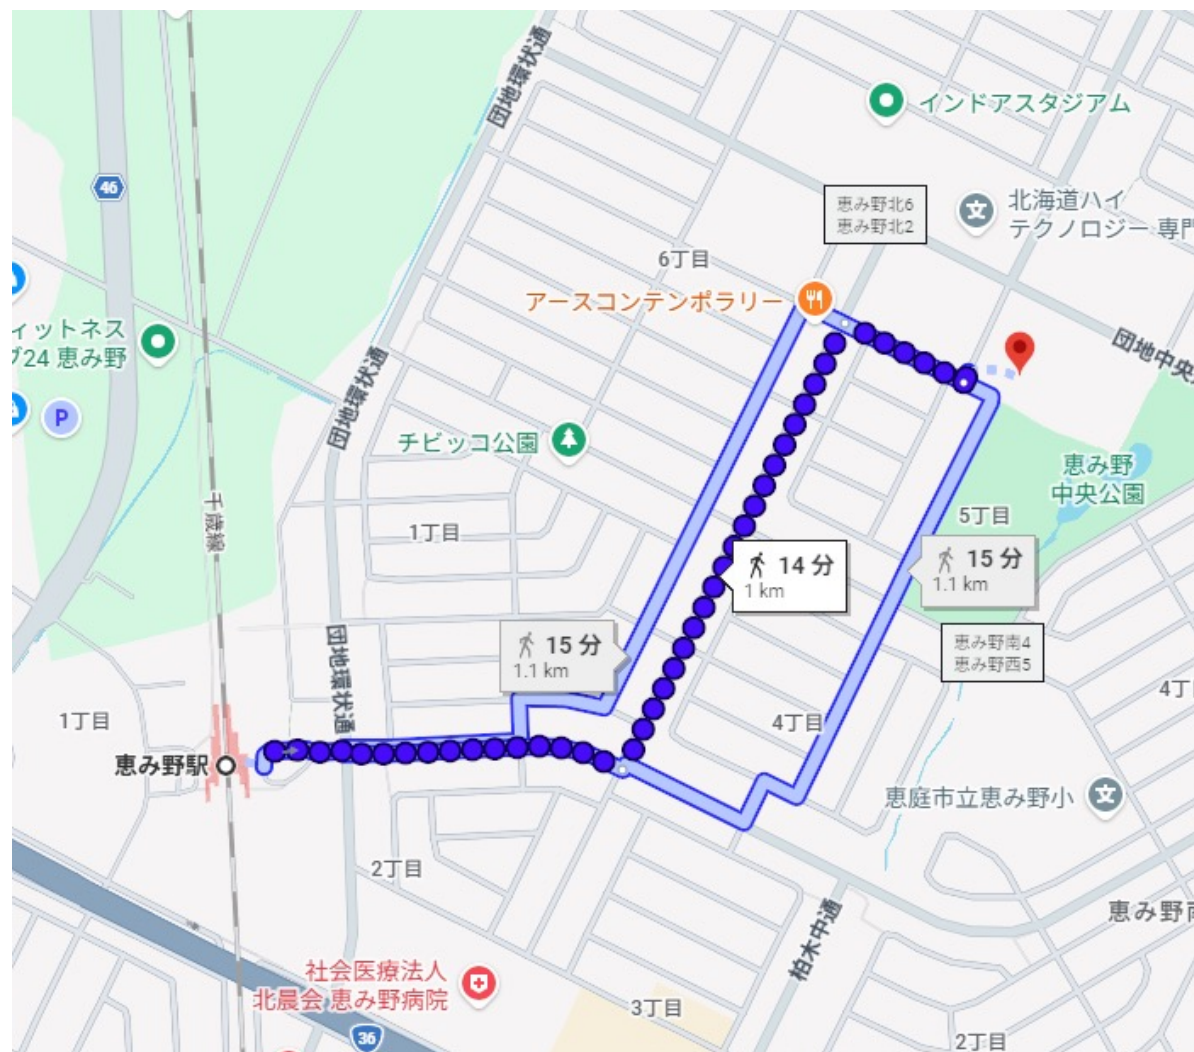 団地環状通
インドアスタジアム
46
恵み野北6
恵み野北2
北海道ハイ
テクノロジー 専門
6丁目
アースコンテンポラリー
団地中央
ィットネス
ブ24 恵み野
団地環状通
P
チビッコ公園
恵み野
中央公園
千歳線
1丁目
5丁目
14 分
1 km
15 分
1.1 km
15 分
1.1 km
恵み野南4
恵み野西5
団地環状通
4丁
1丁目
4丁目
恵み野駅
恵庭市立恵み野小
2丁目
恵み野南
柏木中通
社会医療法人
北晨会 恵み野病院
3丁目
36
2丁目